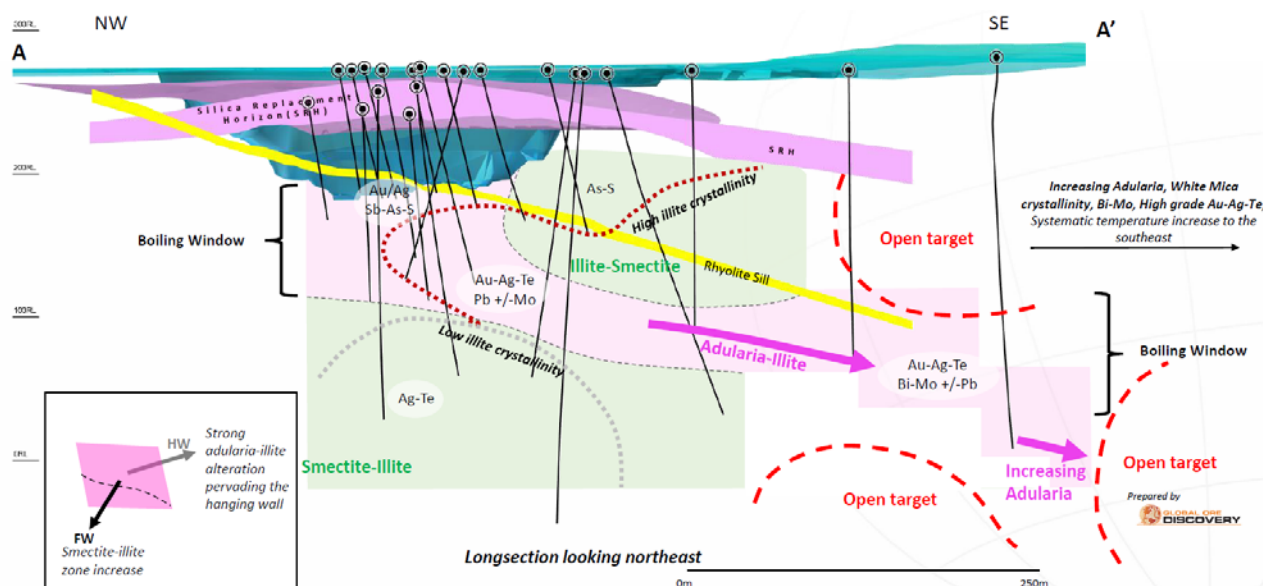 300RL
NW
SE
A'
A
Silica Replacement
Horizon (SRH)
SRH
200RL
Au/Ag
Sb-As-S
As-S
High illite crystallinity
Increasing Adularia, White Mica
crystallinity, Bi-Mo, High grade Au-Ag-Te,
Systematic temperature increase to the
southeast
Boiling Window
Open target
Illite-Smectite
Rhyolite Sill
Au-Ag-Te
Pb +/-Mo
100RL
Low illite crystallinity
Adularia-Illite
Boiling Window
Au-Ag-Te
Bi-Mo +/-Pb
Ag-Te
HW
Strong
adularia-illite
alteration
pervading the
hanging wall
FW
Smectite-illite
zone increase
Smectite-Illite
Increasing
Adularia
Open target
Open target
Prepared by
GLOBAL ORE
DISCOVERY
Longsection looking northeast
0m
250m